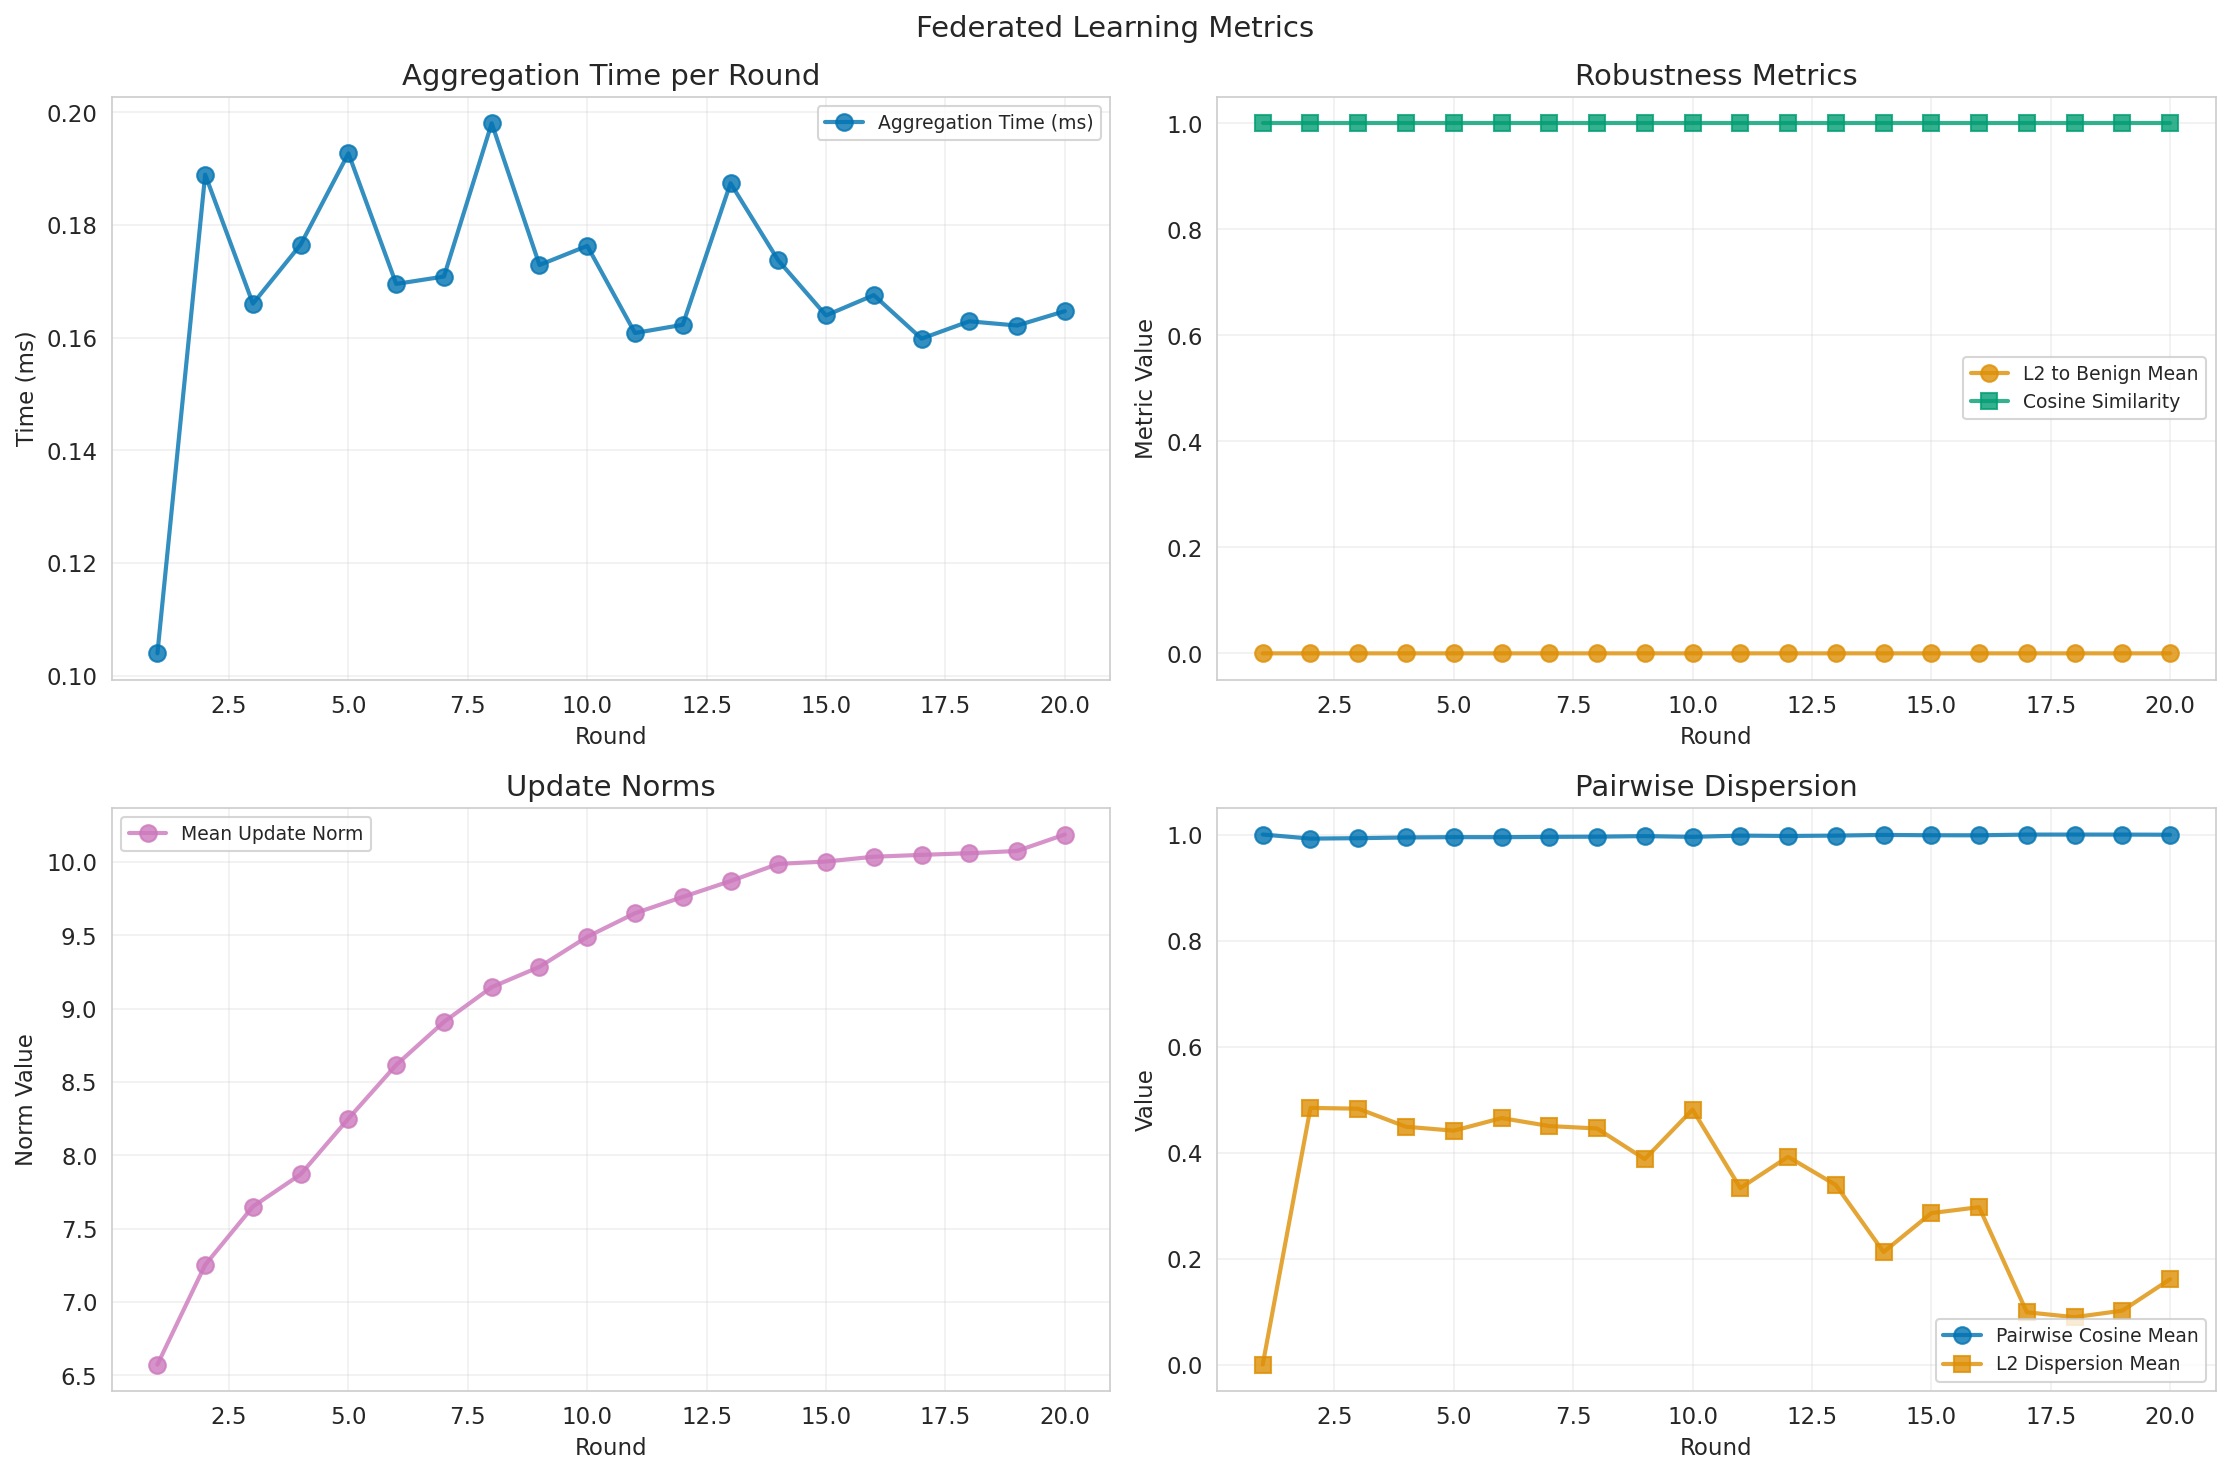 Federated Learning Metrics
Aggregation Time per Round
Aggregation Time (ms)
Time (ms)
0.20
0.18
0.16
0.14
0.12
0.10
2.5 5.0 7.5 10.0 12.5 15.0 17.5 20.0
Round
Robustness Metrics
L2 to Benign Mean
Cosine Similarity
Metric Value
1.0
0.8
0.6
0.4
0.2
0.0
2.5 5.0 7.5 10.0 12.5 15.0 17.5 20.0
Round
Update Norms
Mean Update Norm
Norm Value
10.0
9.5
9.0
8.5
8.0
7.5
7.0
6.5
2.5 5.0 7.5 10.0 12.5 15.0 17.5 20.0
Round
Pairwise Dispersion
Value
1.0
0.8
0.6
0.4
0.2
0.0
Pairwise Cosine Mean
L2 Dispersion Mean
2.5 5.0 7.5 10.0 12.5 15.0 17.5 20.0
Round